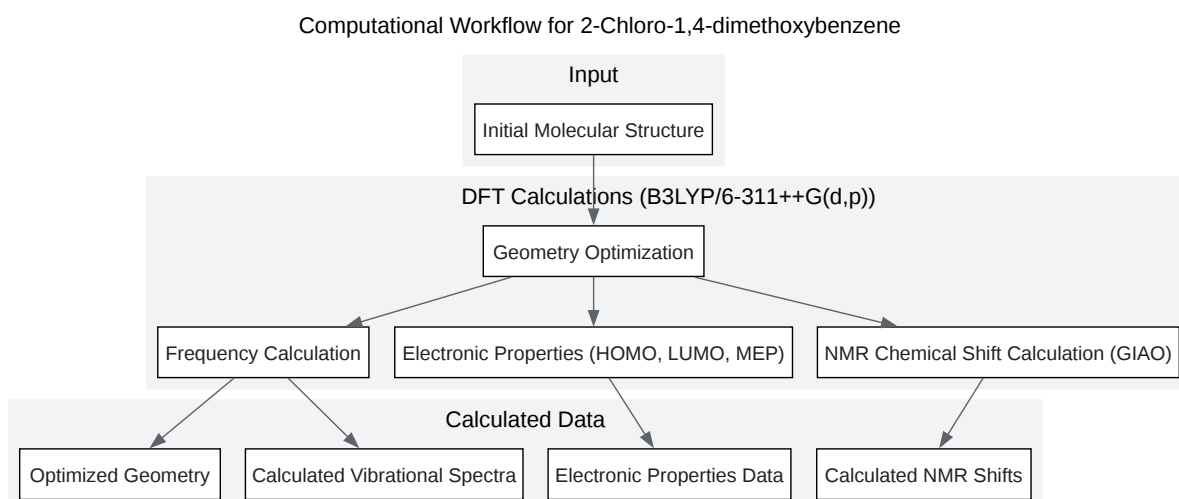 Computational Workflow for 2-Chloro-1,4-dimethoxybenzene
Input
Initial Molecular Structure
DFT Calculations (B3LYP/6-311++G(d,p))
Geometry Optimization
Frequency Calculation
Electronic Properties (HOMO, LUMO, MEP)
NMR Chemical Shift Calculation (GIAO)
Calculated Data
Optimized Geometry
Calculated Vibrational Spectra
Electronic Properties Data
Calculated NMR Shifts